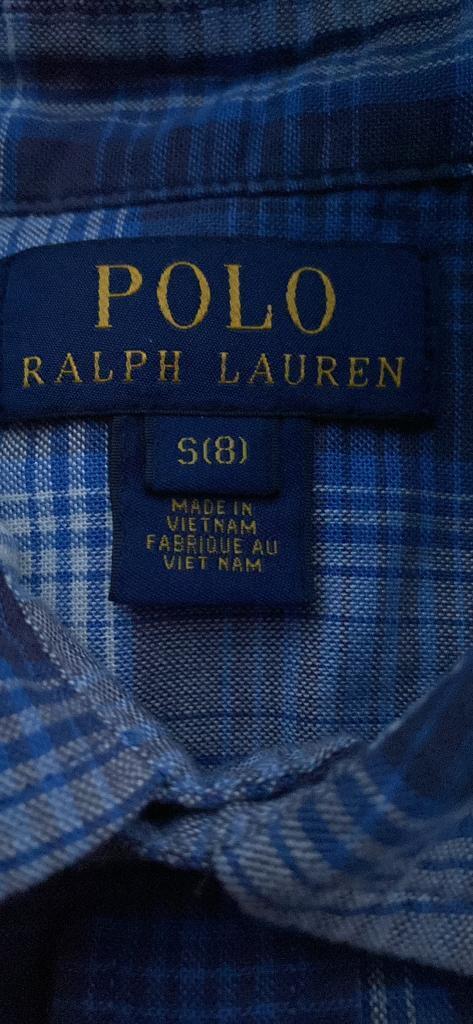 POLO
RALPH LAUREN
S(8)
MADE IN
VIETNAM
FABRIQUE AU
VIET NAM